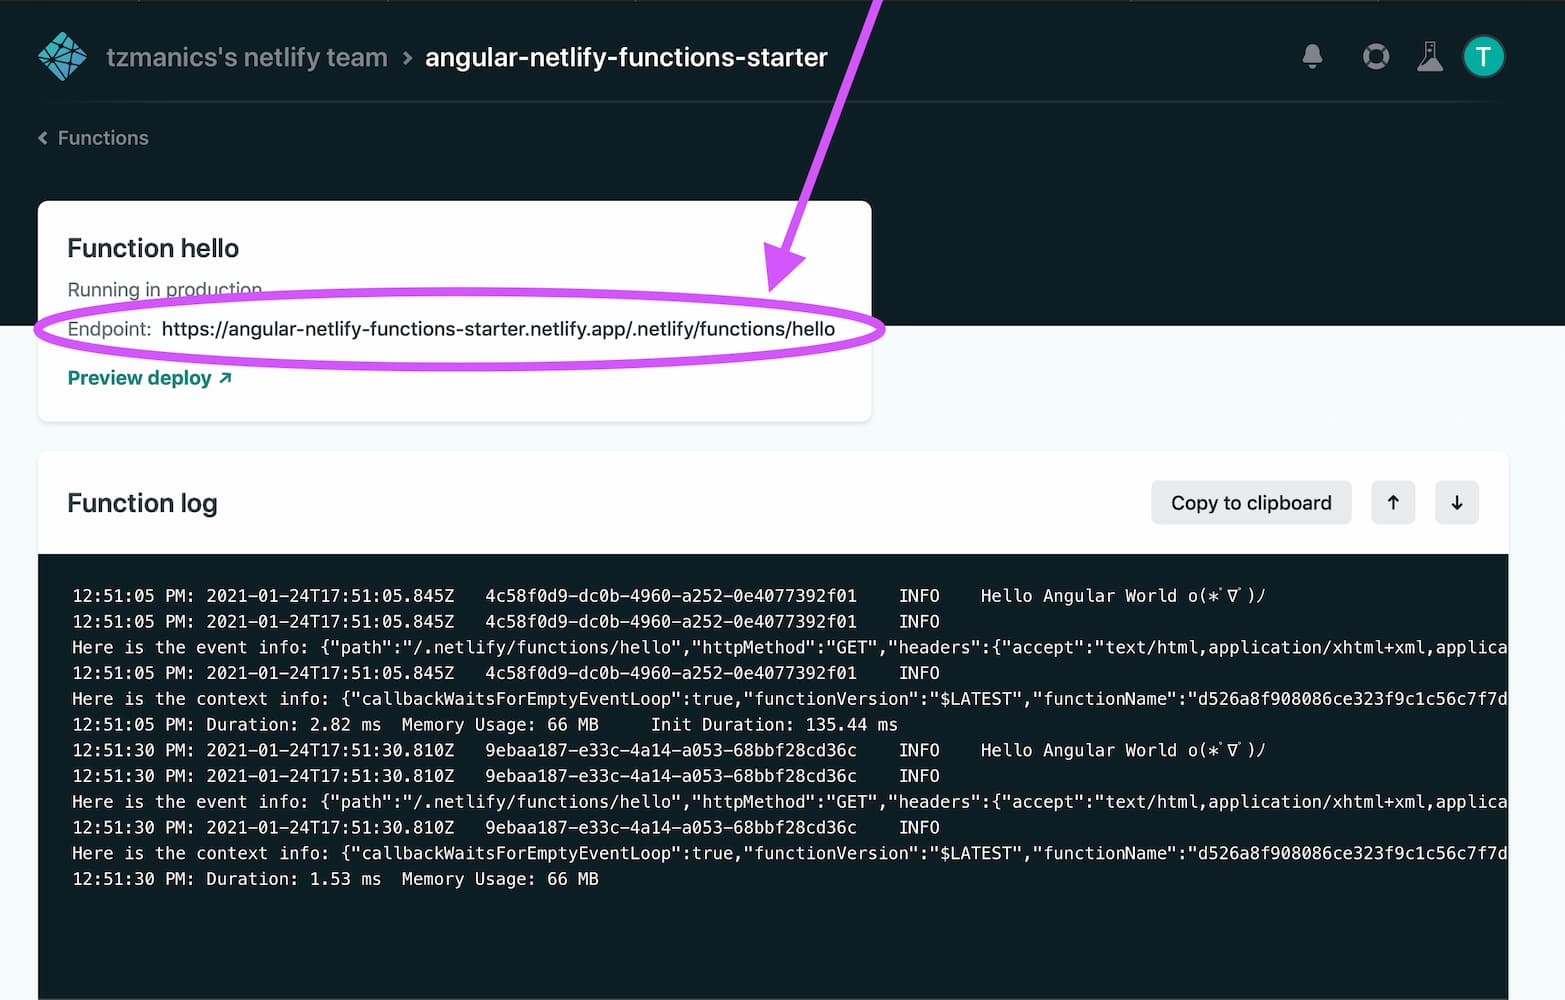 tzmanics's netlify team > angular-netlify-functions-starter
T
Functions
Function hello
Running in production
Endpoint: https://angular-netlify-functions-starter.netlify.app/.netlify/functions/hello
Preview deploy ↗
Function log
Copy to clipboard ↑ ↓
12:51:05 PM: 2021-01-24T17:51:05.845Z 4c58f0d9-dc0b-4960-a252-0e4077392f01 INFO Hello Angular World o(*ﾟ∇ﾟ)ﾉ
12:51:05 PM: 2021-01-24T17:51:05.845Z 4c58f0d9-dc0b-4960-a252-0e4077392f01 INFO
Here is the event info: {"path":"/.netlify/functions/hello","httpMethod":"GET","headers":{"accept":"text/html,application/xhtml+xml,applica
12:51:05 PM: 2021-01-24T17:51:05.845Z 4c58f0d9-dc0b-4960-a252-0e4077392f01 INFO
Here is the context info: {"callbackWaitsForEmptyEventLoop":true,"functionVersion":"$LATEST","functionName":"d526a8f908086ce323f9c1c56c7f7d
12:51:05 PM: Duration: 2.82 ms Memory Usage: 66 MB Init Duration: 135.44 ms
12:51:30 PM: 2021-01-24T17:51:30.810Z 9ebaa187-e33c-4a14-a053-68bbf28cd36c INFO Hello Angular World o(*ﾟ∇ﾟ)ﾉ
12:51:30 PM: 2021-01-24T17:51:30.810Z 9ebaa187-e33c-4a14-a053-68bbf28cd36c INFO
Here is the event info: {"path":"/.netlify/functions/hello","httpMethod":"GET","headers":{"accept":"text/html,application/xhtml+xml,applica
12:51:30 PM: 2021-01-24T17:51:30.810Z 9ebaa187-e33c-4a14-a053-68bbf28cd36c INFO
Here is the context info: {"callbackWaitsForEmptyEventLoop":true,"functionVersion":"$LATEST","functionName":"d526a8f908086ce323f9c1c56c7f7d
12:51:30 PM: Duration: 1.53 ms Memory Usage: 66 MB